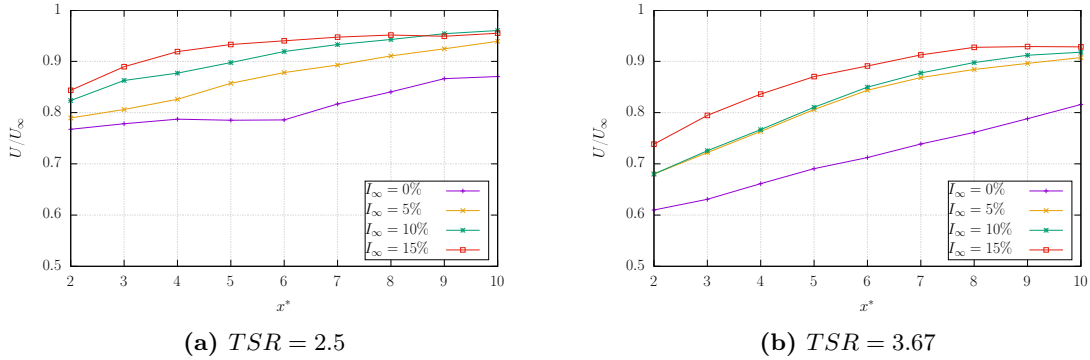 1
0.9
0.8
0.7
0.6
0.5
U/U∞
I∞ = 0%
I∞ = 5%
I∞ = 10%
I∞ = 15%
2 3 4 5 6 7 8 9 10
x*
(a) TSR = 2.5
1
0.9
0.8
0.7
0.6
0.5
U/U∞
I∞ = 0%
I∞ = 5%
I∞ = 10%
I∞ = 15%
2 3 4 5 6 7 8 9 10
x*
(b) TSR = 3.67